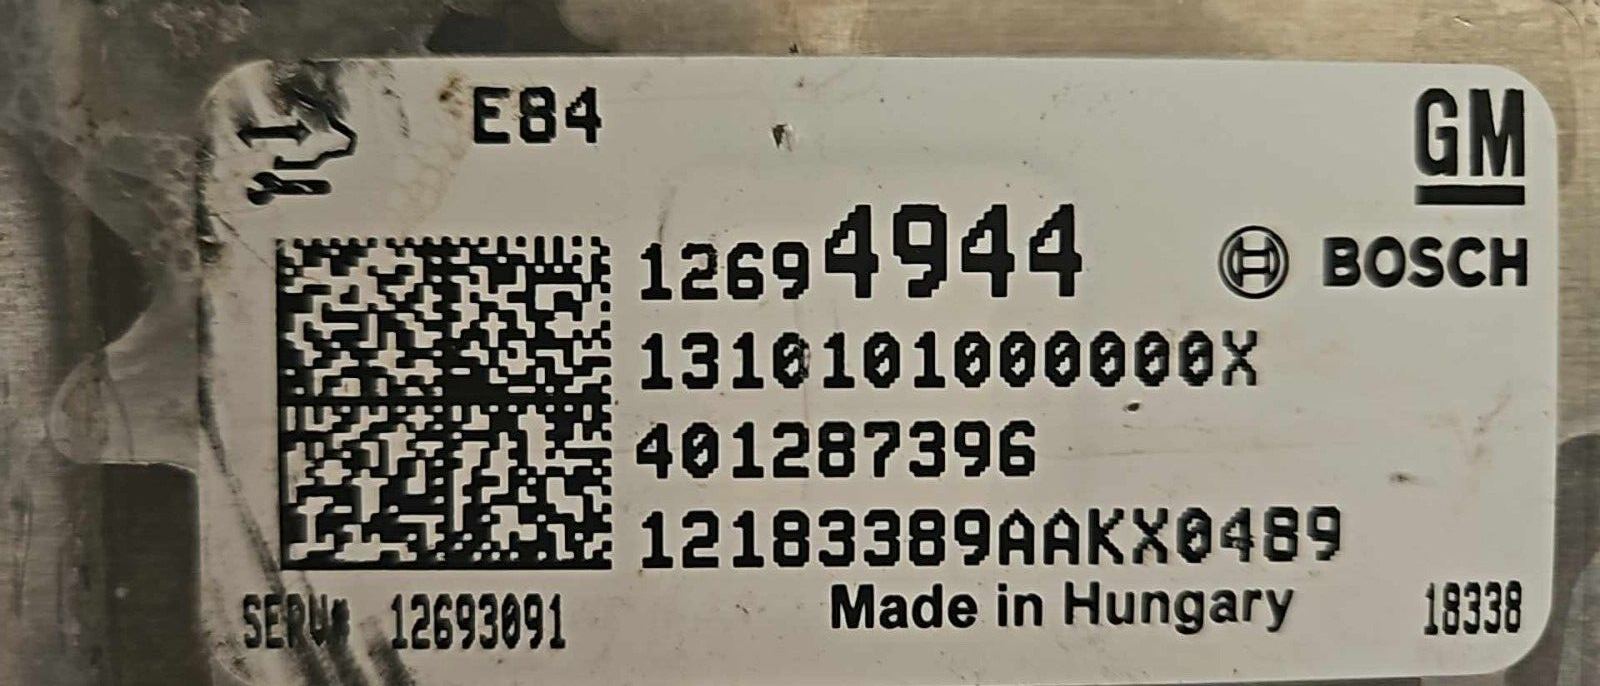 E84
GM
12694944
BOSCH
1310101000000X
401287396
12183389AAKX0489
Made in Hungary
SERV# 12693091
18338